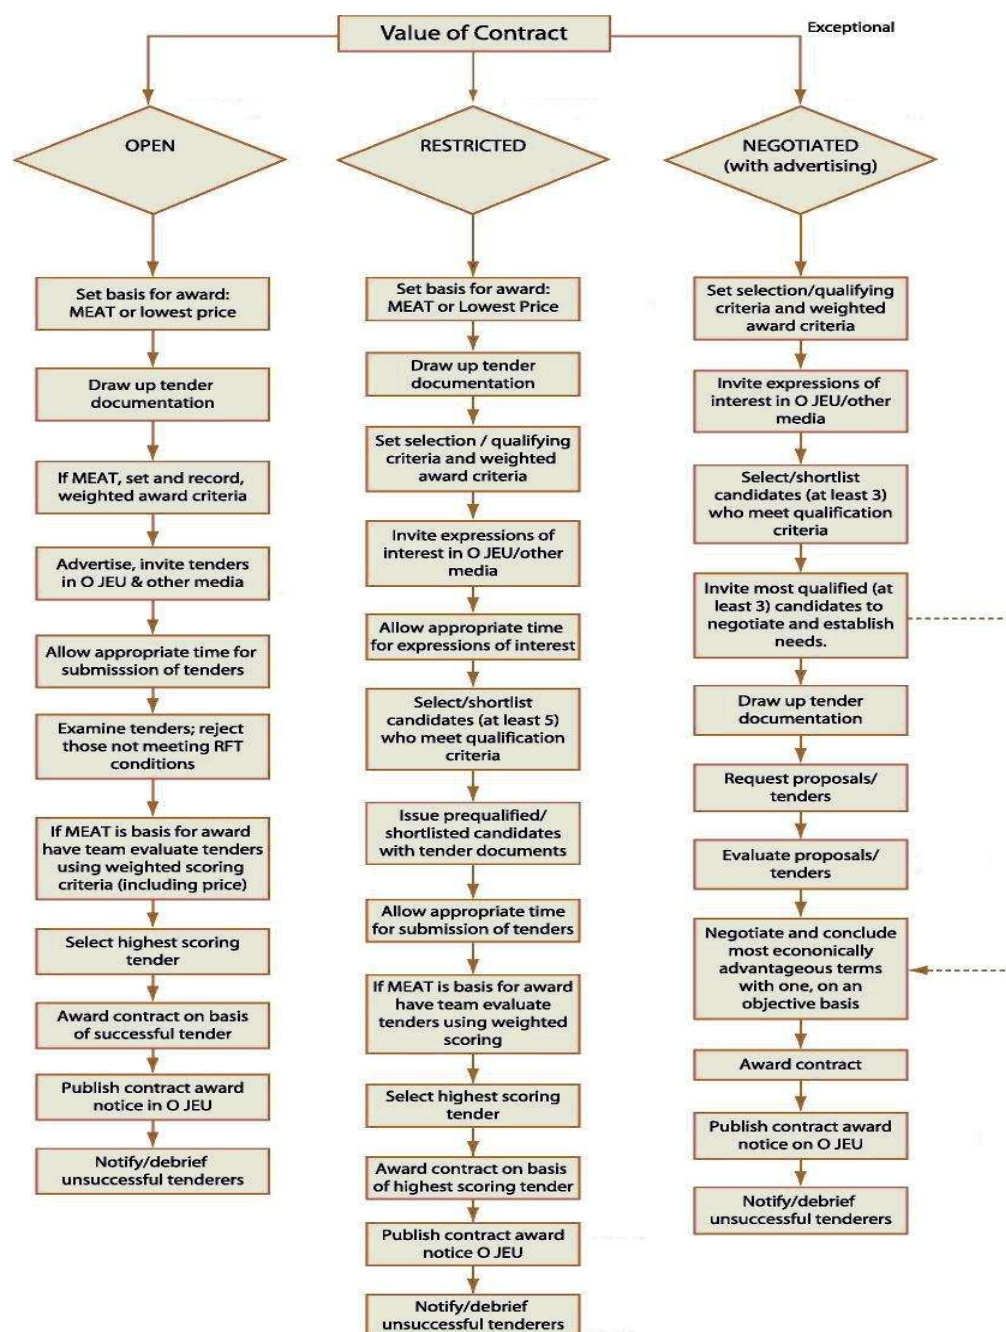 Value of Contract
Exceptional
OPEN
Set basis for award:
MEAT or lowest price
Draw up tender
documentation
If MEAT, set and record,
weighted award criteria
Advertise, invite tenders
in O JEU & other media
Allow appropriate time for
submisssion of tenders
Examine tenders; reject
those not meeting RFT
conditions
If MEAT is basis for award
have team evaluate tenders
using weighted scoring
criteria (including price)
Select highest scoring
tender
Award contract on basis
of successful tender
Publish contract award
notice in O JEU
Notify/debrief
unsuccessful tenderers
RESTRICTED
Set basis for award:
MEAT or Lowest Price
Draw up tender
documentation
Set selection / qualifying
criteria and weighted
award criteria
Invite expressions of
interest in O JEU/other
media
Allow appropriate time
for expressions of interest
Select/shortlist
candidates (at least 5)
who meet qualification
criteria
Issue prequalified/
shortlisted candidates
with tender documents
Allow appropriate time
for submission of tenders
If MEAT is basis for award
have team evaluate
tenders using weighted
scoring
Select highest scoring
tender
Award contract on basis
of highest scoring tender
Publish contract award
notice O JEU
Notify/debrief
unsuccessful tenderers
NEGOTIATED
(with advertising)
Set selection/qualifying
criteria and weighted
award criteria
Invite expressions of
interest in O JEU/other
media
Select/shortlist
candidates (at least 3)
who meet qualification
criteria
Invite most qualified (at
least 3) candidates to
negotiate and establish
needs.
Draw up tender
documentation
Request proposals/
tenders
Evaluate proposals/
tenders
Negotiate and conclude
most economically
advantageous terms
with one, on an
objective basis
Award contract
Publish contract award
notice on O JEU
Notify/debrief
unsuccessful tenderers